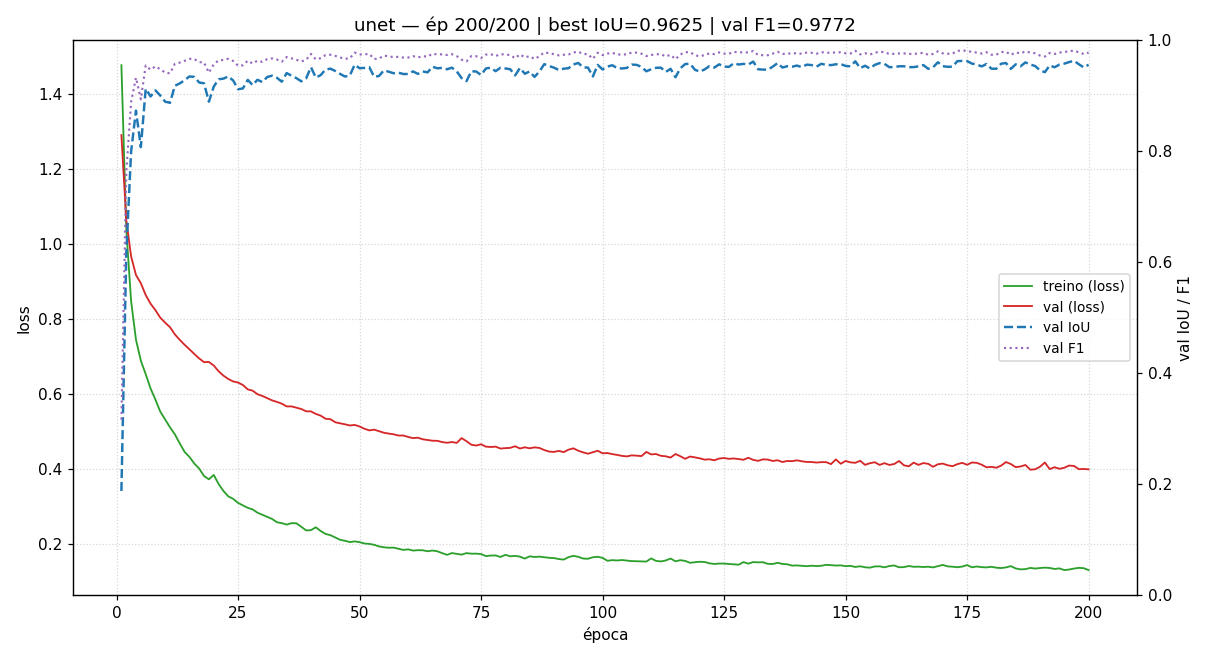 unet — ép 200/200 | best IoU=0.9625 | val F1=0.9772
1.4
1.2
1.0
0.8
0.6
0.4
0.2
loss
1.0
0.8
0.6
0.4
0.2
0.0
val IoU / F1
treino (loss)
val (loss)
val IoU
val F1
0 25 50 75 100 125 150 175 200
época